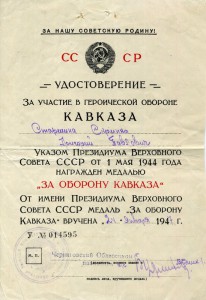 ЗА НАШУ СОВЕТСКУЮ РОДИНУ!
СС СР
УДОСТОВЕРЕНИЕ
ЗА УЧАСТИЕ В ГЕРОИЧЕСКОЙ ОБОРОНЕ
КАВКАЗА
Старшина
УКАЗОМ ПРЕЗИДИУМА ВЕРХОВНОГО
СОВЕТА СССР ОТ 1 МАЯ 1944 ГОДА
НАГРАЖДЕН МЕДАЛЬЮ
„ЗА ОБОРОНУ КАВКАЗА"
ОТ ИМЕНИ ПРЕЗИДИУМА ВЕРХОВНОГО
СОВЕТА СССР МЕДАЛЬ „ЗА ОБОРОНУ
КАВКАЗА" ВРУЧЕНА
У № 014595
М. П.